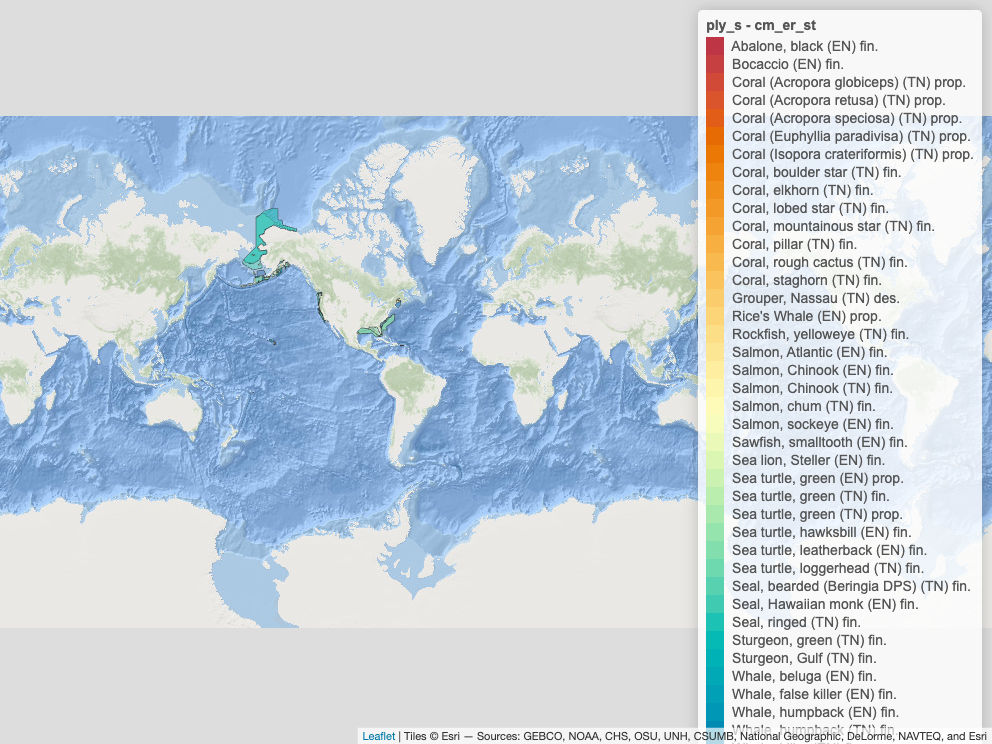 ply_s - cm_er_st
Abalone, black (EN) fin.
Bocaccio (EN) fin.
Coral (Acropora globiceps) (TN) prop.
Coral (Acropora retusa) (TN) prop.
Coral (Acropora speciosa) (TN) prop.
Coral (Euphyllia paradivisa) (TN) prop.
Coral (Isopora crateriformis) (TN) prop.
Coral, boulder star (TN) fin.
Coral, elkhorn (TN) fin.
Coral, lobed star (TN) fin.
Coral, mountainous star (TN) fin.
Coral, pillar (TN) fin.
Coral, rough cactus (TN) fin.
Coral, staghorn (TN) fin.
Grouper, Nassau (TN) des.
Rice's Whale (EN) prop.
Rockfish, yelloweye (TN) fin.
Salmon, Atlantic (EN) fin.
Salmon, Chinook (EN) fin.
Salmon, Chinook (TN) fin.
Salmon, chum (TN) fin.
Salmon, sockeye (EN) fin.
Sawfish, smalltooth (EN) fin.
Sea lion, Steller (EN) fin.
Sea turtle, green (EN) prop.
Sea turtle, green (TN) fin.
Sea turtle, green (TN) prop.
Sea turtle, hawksbill (EN) fin.
Sea turtle, leatherback (EN) fin.
Sea turtle, loggerhead (TN) fin.
Seal, bearded (Beringia DPS) (TN) fin.
Seal, Hawaiian monk (EN) fin.
Seal, ringed (TN) fin.
Sturgeon, green (TN) fin.
Sturgeon, Gulf (TN) fin.
Whale, beluga (EN) fin.
Whale, false killer (EN) fin.
Whale, humpback (EN) fin.
Whale, humpback (TN) fin.
Leaflet | Tiles © Esri — Sources: GEBCO, NOAA, CHS, OSU, UNH, CSUMB, National Geographic, DeLorme, NAVTEQ, and Esri